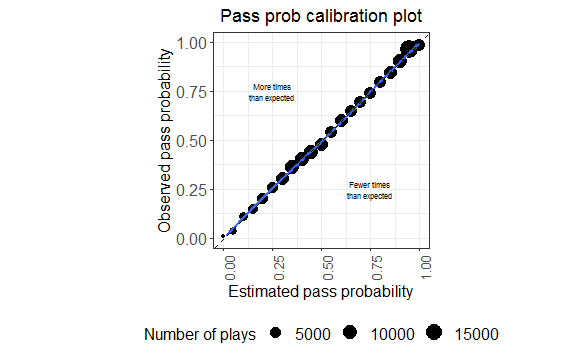 Pass prob calibration plot
Observed pass probability
1.00
0.75
0.50
0.25
0.00
More times
than expected
Fewer times
than expected
0.00 0.25 0.50 0.75 1.00
Estimated pass probability
Number of plays 5000 10000 15000